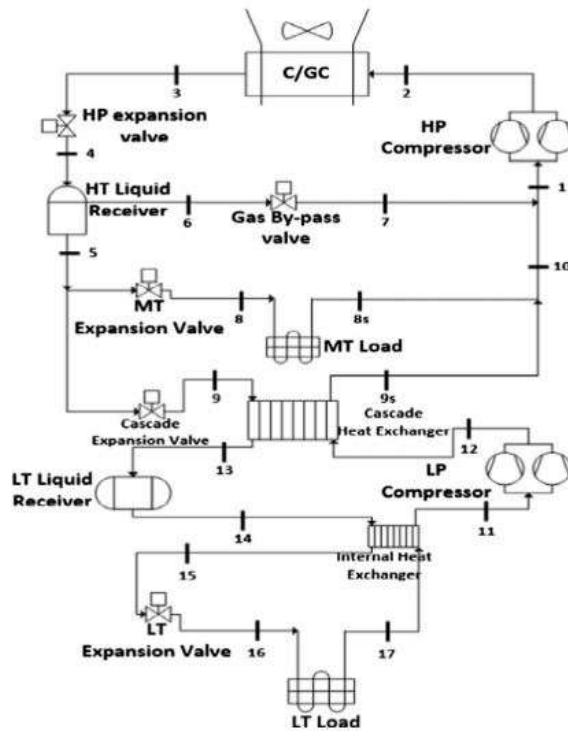 3
C/GC
2
HP expansion
valve
HP
Compressor
4
HT Liquid
Receiver
1
6
Gas By-pass
valve
7
5
10
MT
Expansion Valve
8
8s
MT Load
9
9s
Cascade
Expansion Valve
Cascade
Heat Exchanger
12
13
LT Liquid
Receiver
LP
Compressor
14
11
15
Internal Heat
Exchanger
LT
Expansion Valve
16
17
LT Load